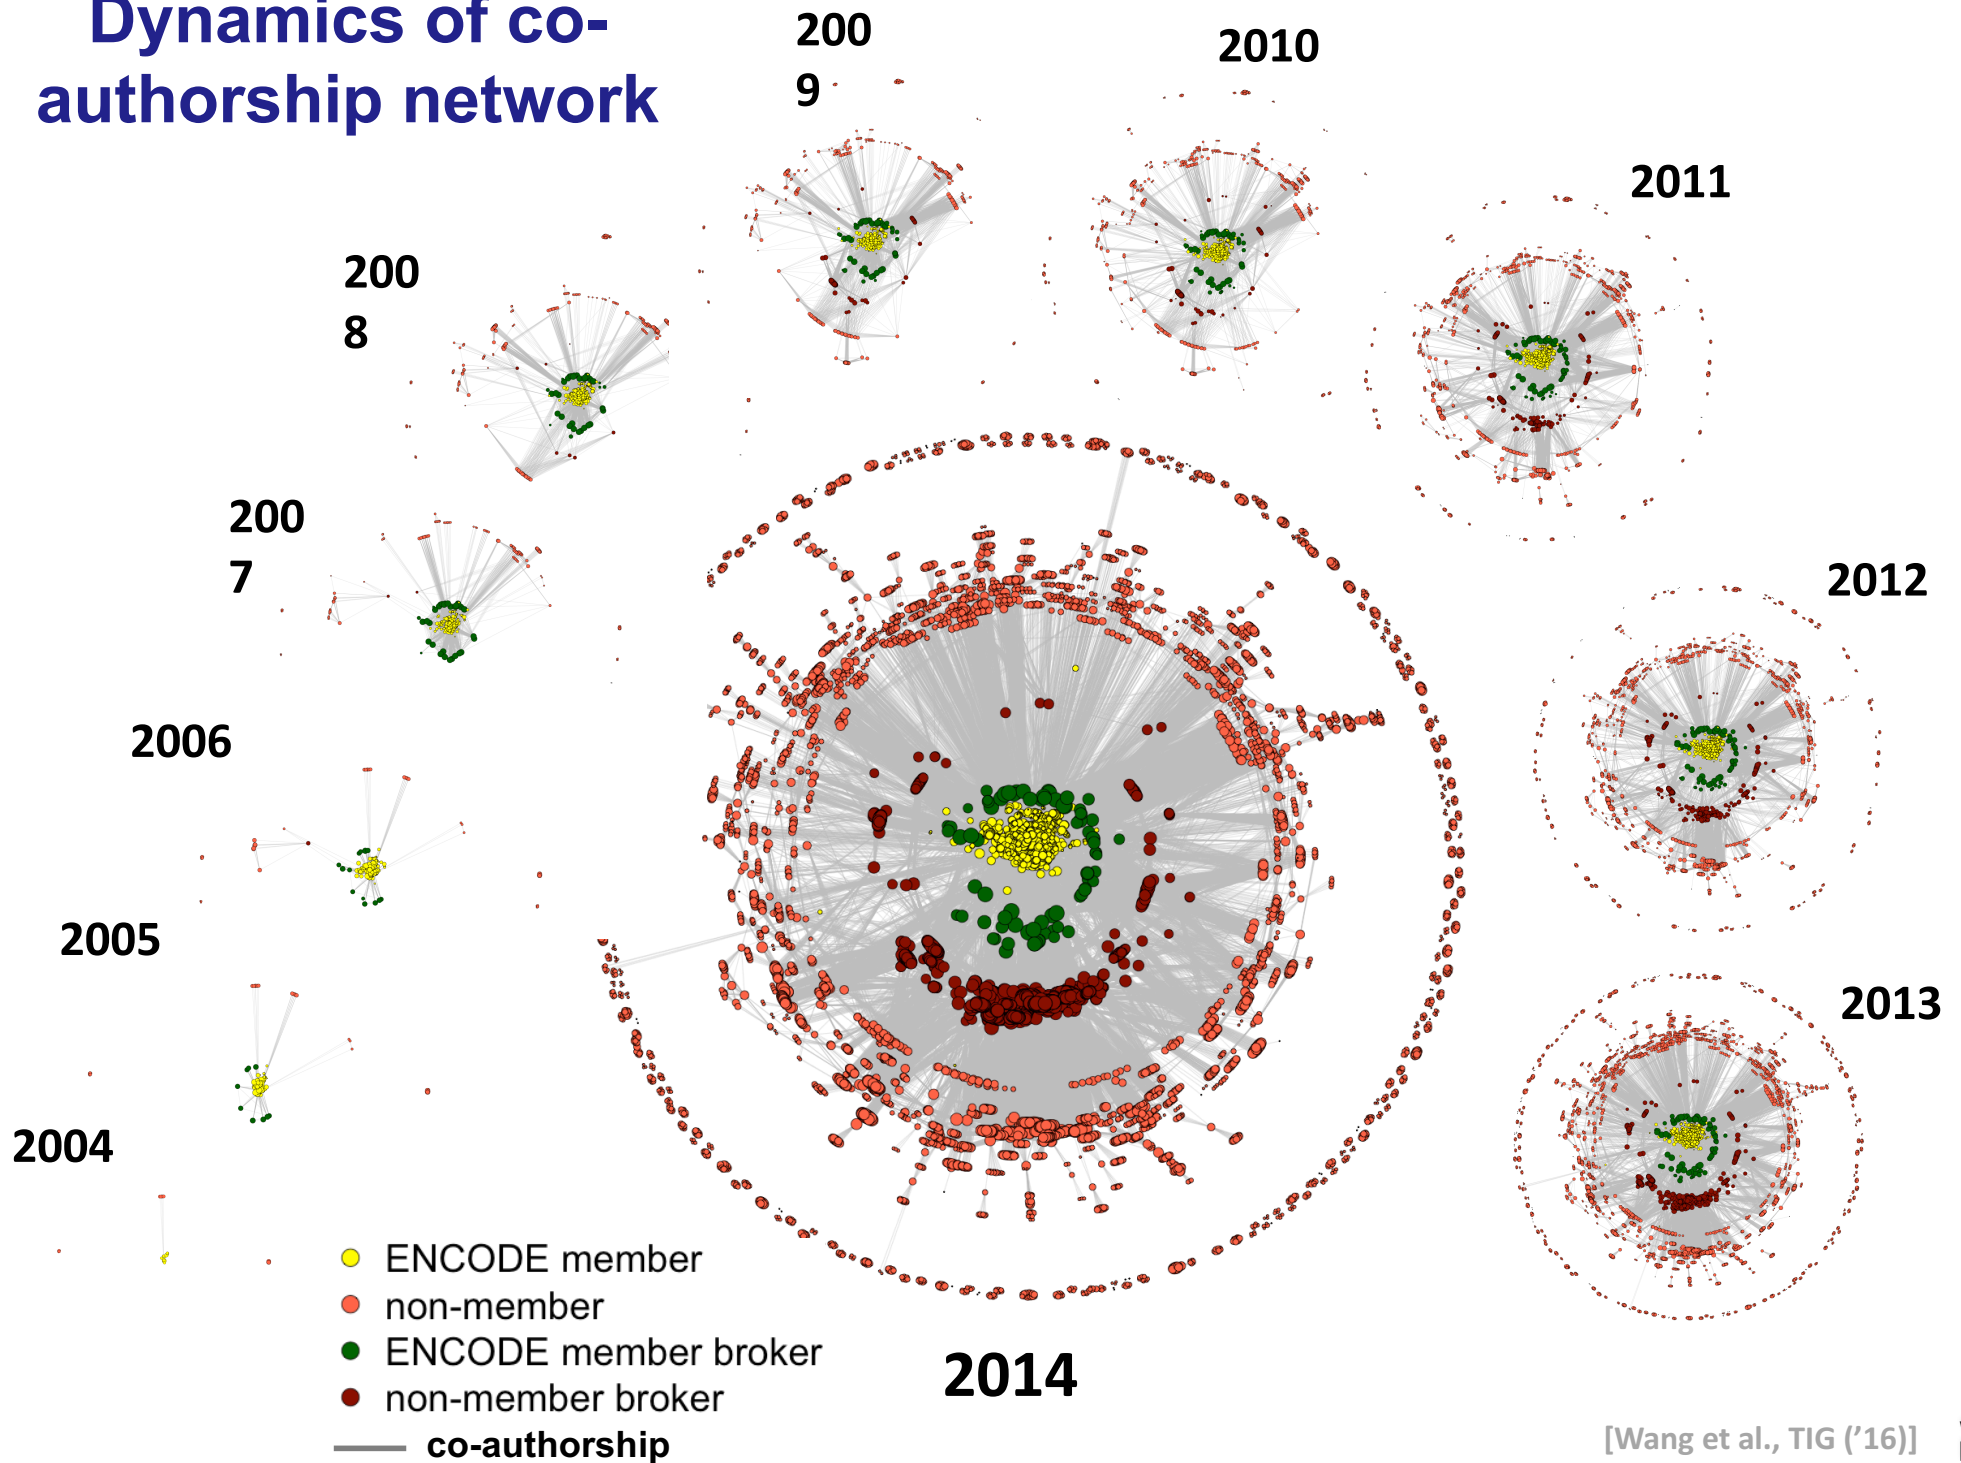 Dynamics of co-
authorship network
200
9
2010
2011
200
8
200
7
2012
2006
2005
2013
2004
ENCODE member
non-member
ENCODE member broker
non-member broker
co-authorship
2014
[Wang et al., TIG (’16)]